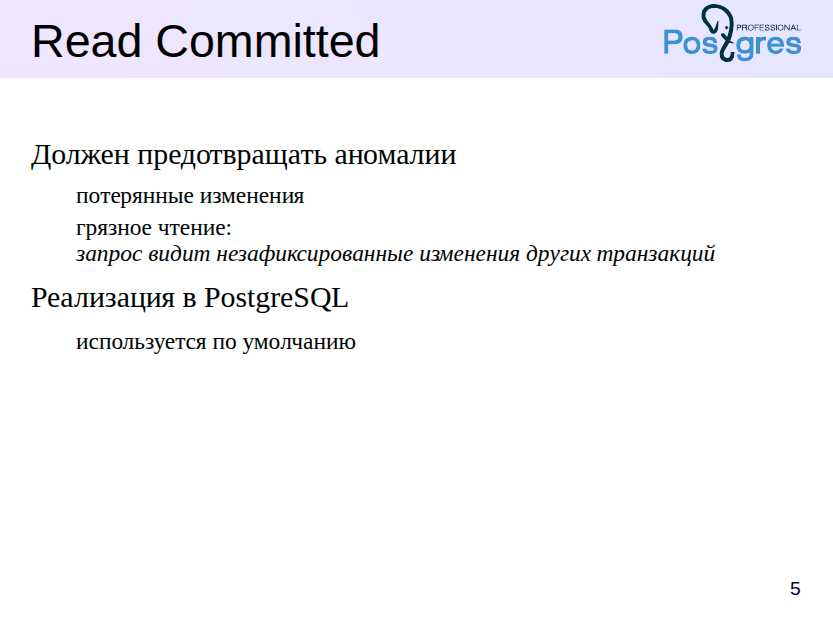 Read Committed
PROFESSIONAL
Postgres
Должен предотвращать аномалии
потерянные изменения
грязное чтение:
запрос видит незафиксированные изменения других транзакций
Реализация в PostgreSQL
используется по умолчанию
5